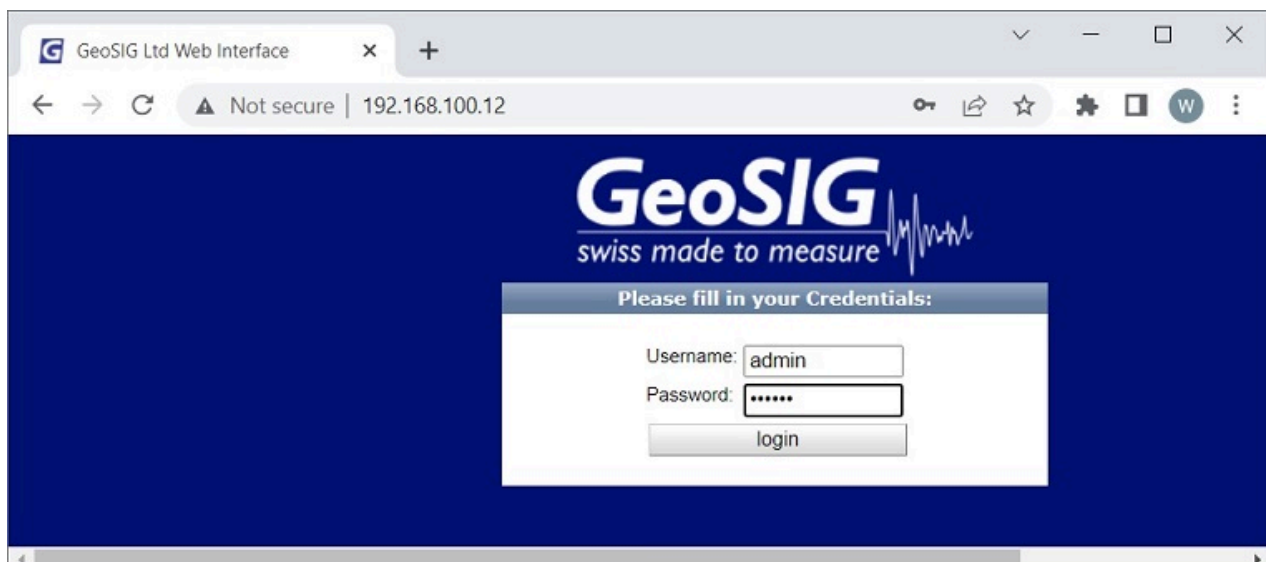 GeoSIG Ltd Web Interface
Not secure | 192.168.100.12
W
GeoSIG
swiss made to measure
Please fill in your Credentials:
Username: admin
Password: ••••••
login